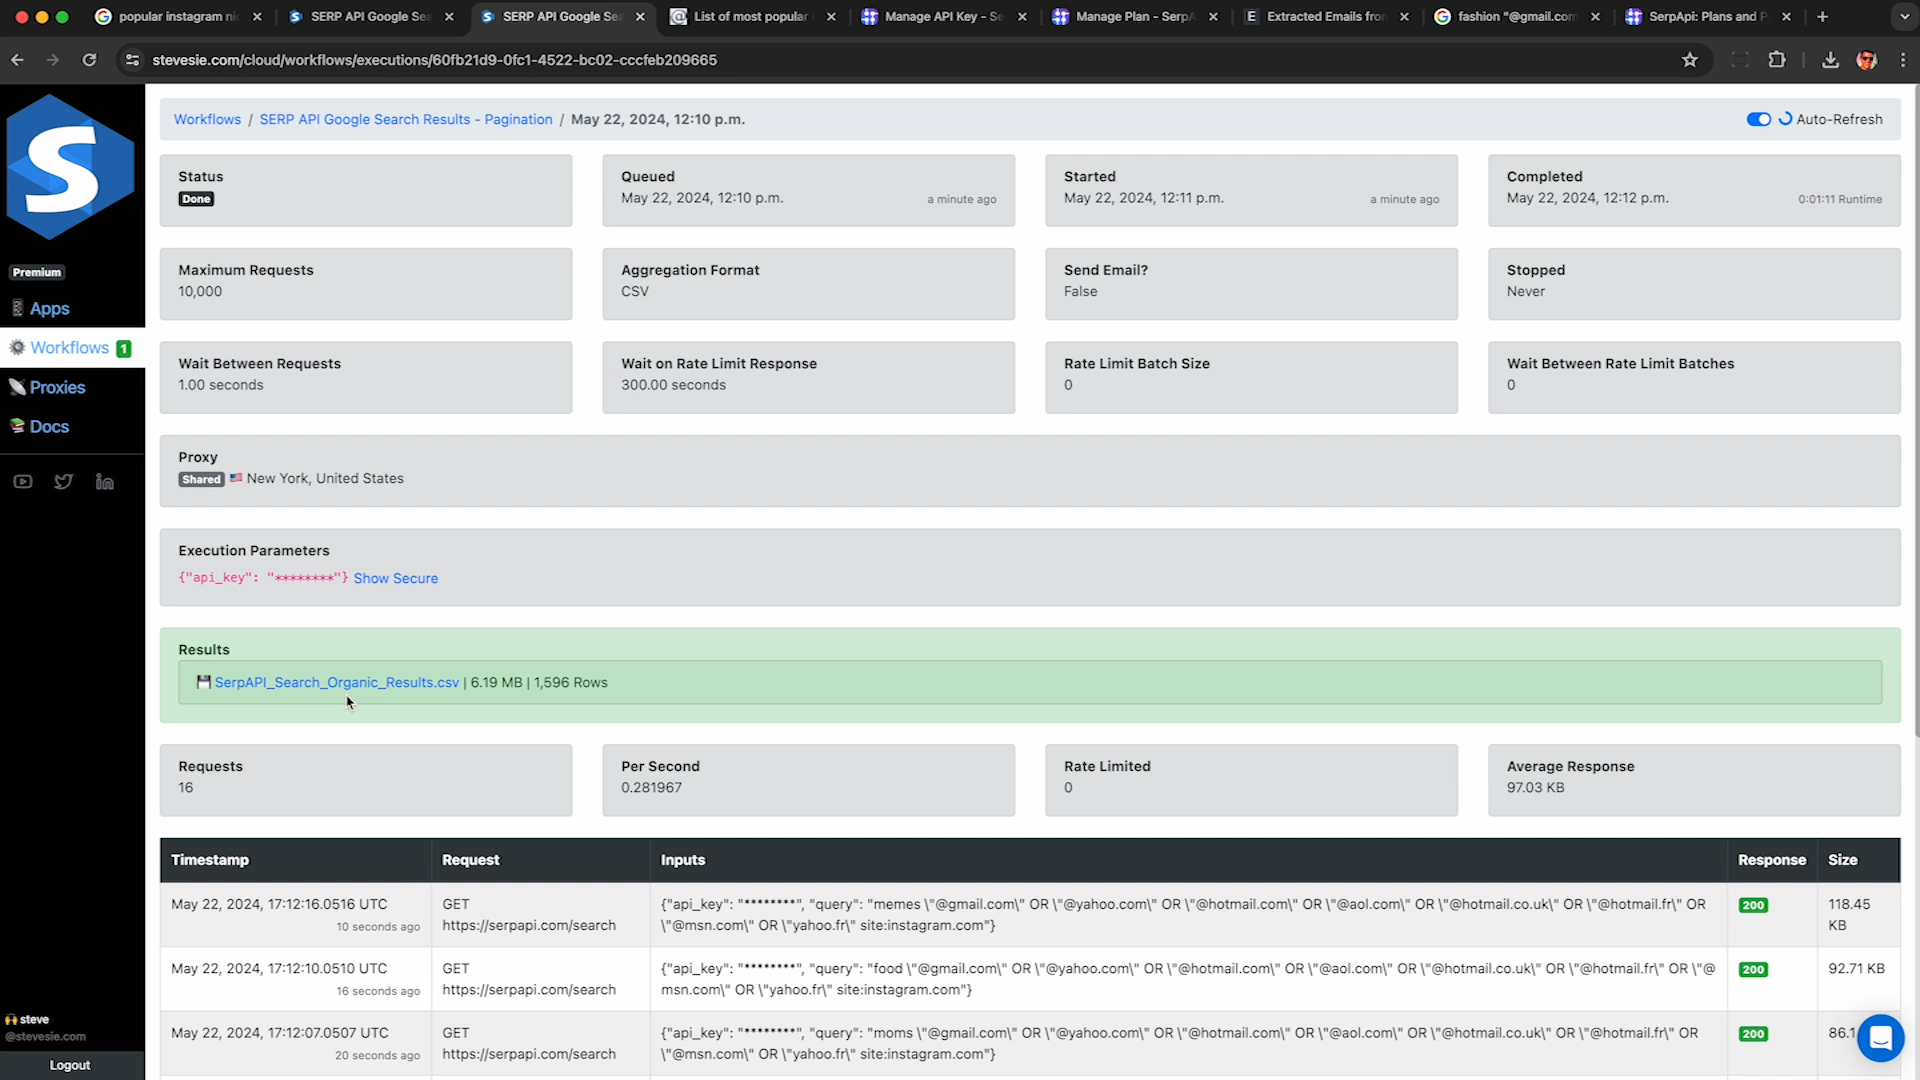 popular instagram ni
SERP API Google Sea
SERP API Google Sea
List of most popular
Manage API Key - Se
Manage Plan - SerpA
Extracted Emails from
fashion "@gmail.com
SerpApi: Plans and P
stevesie.com/cloud/workflows/executions/60fb21d9-0fc1-4522-bc02-cccfeb209665
S
Premium
Apps
Workflows 1
Proxies
Docs
steve
@stevesie.com
Logout
Workflows / SERP API Google Search Results - Pagination / May 22, 2024, 12:10 p.m.
Auto-Refresh
Status
Done
Queued
May 22, 2024, 12:10 p.m. a minute ago
Started
May 22, 2024, 12:11 p.m. a minute ago
Completed
May 22, 2024, 12:12 p.m. 0:01:11 Runtime
Maximum Requests
10,000
Aggregation Format
CSV
Send Email?
False
Stopped
Never
Wait Between Requests
1.00 seconds
Wait on Rate Limit Response
300.00 seconds
Rate Limit Batch Size
0
Wait Between Rate Limit Batches
0
Proxy
Shared New York, United States
Execution Parameters
{"api_key": "********"} Show Secure
Results
SerpAPI_Search_Organic_Results.csv | 6.19 MB | 1,596 Rows
Requests
16
Per Second
0.281967
Rate Limited
0
Average Response
97.03 KB
Timestamp Request Inputs Response Size
May 22, 2024, 17:12:16.0516 UTC
10 seconds ago
GET
https://serpapi.com/search
{"api_key": "********", "query": "memes \"@gmail.com\" OR \"@yahoo.com\" OR \"@hotmail.com\" OR \"@aol.com\" OR \"@hotmail.co.uk\" OR \"@hotmail.fr\" OR
\"@msn.com\" OR \"yahoo.fr\" site:instagram.com"}
200
118.45
KB
May 22, 2024, 17:12:10.0510 UTC
16 seconds ago
GET
https://serpapi.com/search
{"api_key": "********", "query": "food \"@gmail.com\" OR \"@yahoo.com\" OR \"@hotmail.com\" OR \"@aol.com\" OR \"@hotmail.co.uk\" OR \"@hotmail.fr\" OR \"@
msn.com\" OR \"yahoo.fr\" site:instagram.com"}
200
92.71 KB
May 22, 2024, 17:12:07.0507 UTC
20 seconds ago
GET
https://serpapi.com/search
{"api_key": "********", "query": "moms \"@gmail.com\" OR \"@yahoo.com\" OR \"@hotmail.com\" OR \"@aol.com\" OR \"@hotmail.co.uk\" OR \"@hotmail.fr\" OR
\"@msn.com\" OR \"yahoo.fr\" site:instagram.com"}
200
86.1